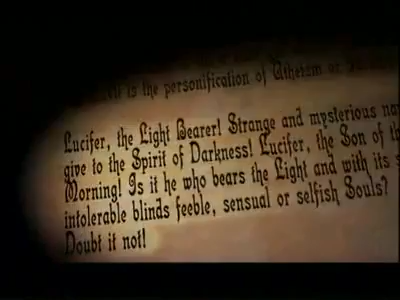 is the personification of Atheism or
Lucifer, the Light Bearer! Strange and mysterious na
give to the Spirit of Darkness! Lucifer, the Son of th
Morning! Is it he who bears the Light and with its s
intolerable blinds feeble, sensual or selfish Souls?
Doubt it not!